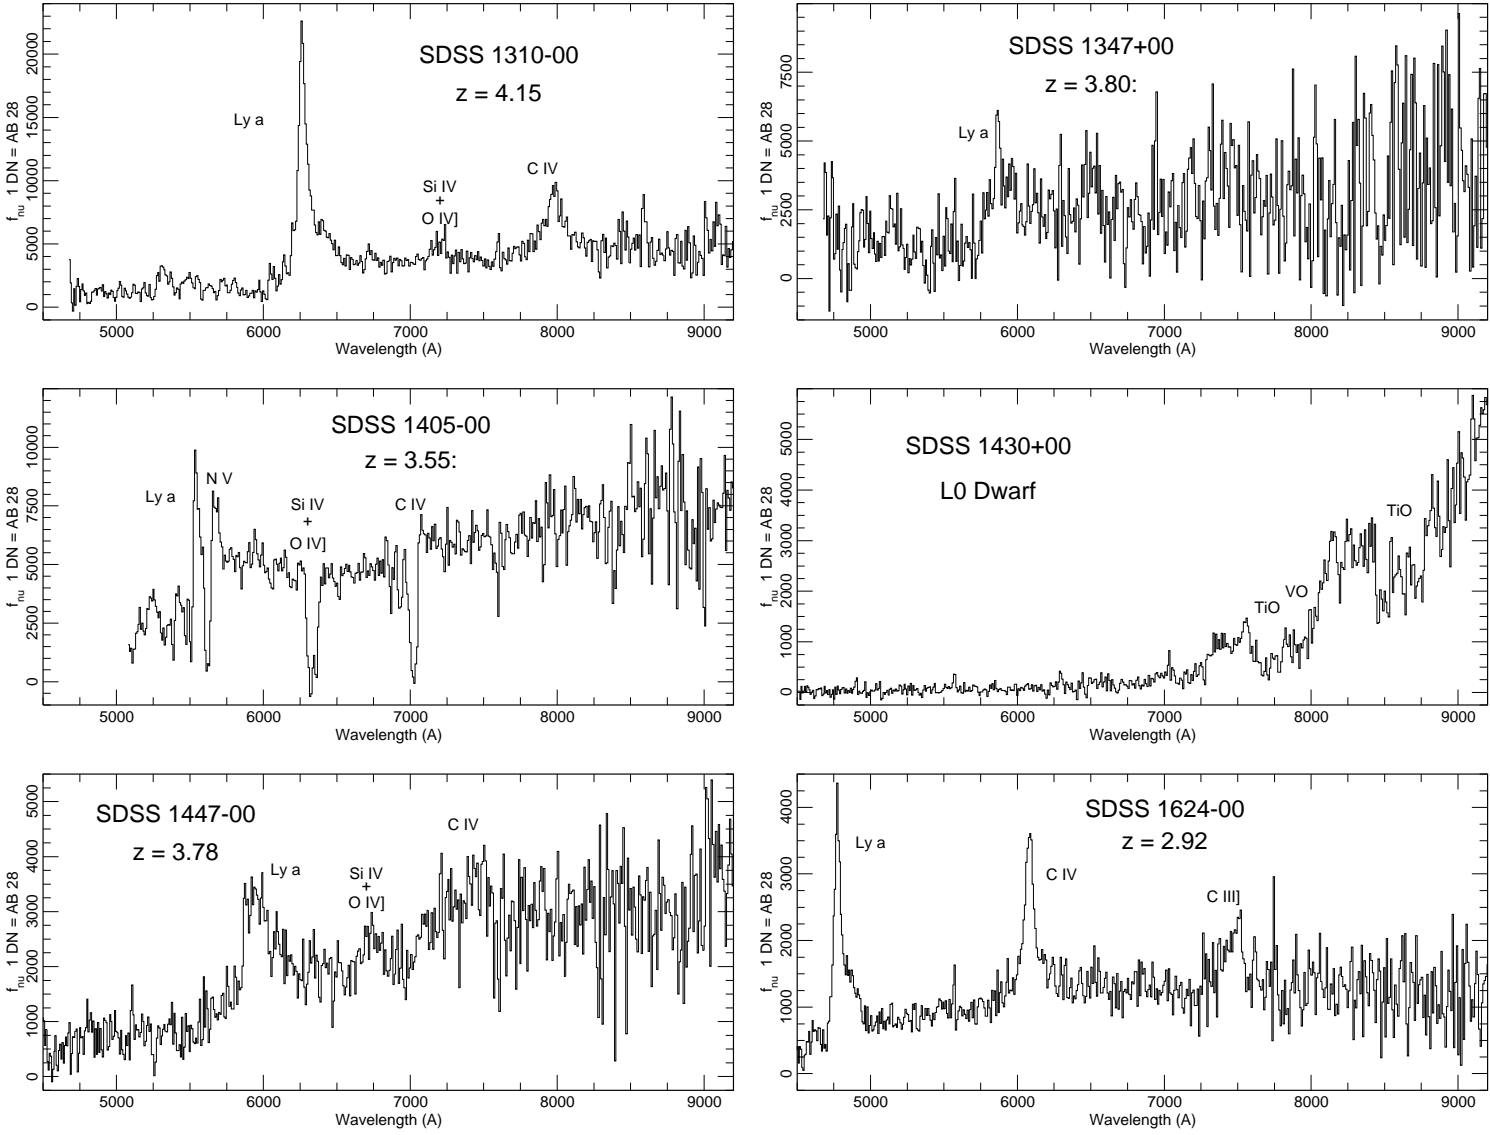 SDSS 1310-00
z = 4.15
Ly a
Si IV
+
O IV]
C IV
f_nu 1 DN = AB 28
0 5000 10000 15000 20000
5000 6000 7000 8000 9000
Wavelength (A)
SDSS 1347+00
z = 3.80:
Ly a
f_nu 1 DN = AB 28
0 2500 5000 7500
5000 6000 7000 8000 9000
Wavelength (A)
SDSS 1405-00
z = 3.55:
Ly a
N V
Si IV
+
O IV]
C IV
f_nu 1 DN = AB 28
0 2500 5000 7500 10000
5000 6000 7000 8000 9000
Wavelength (A)
SDSS 1430+00
L0 Dwarf
TiO
VO
TiO
f_nu 1 DN = AB 28
0 1000 2000 3000 4000 5000
5000 6000 7000 8000 9000
Wavelength (A)
SDSS 1447-00
z = 3.78
Ly a
Si IV
+
O IV]
C IV
f_nu 1 DN = AB 28
0 1000 2000 3000 4000 5000
5000 6000 7000 8000 9000
Wavelength (A)
SDSS 1624-00
z = 2.92
Ly a
C IV
C III]
f_nu 1 DN = AB 28
0 1000 2000 3000 4000
5000 6000 7000 8000 9000
Wavelength (A)